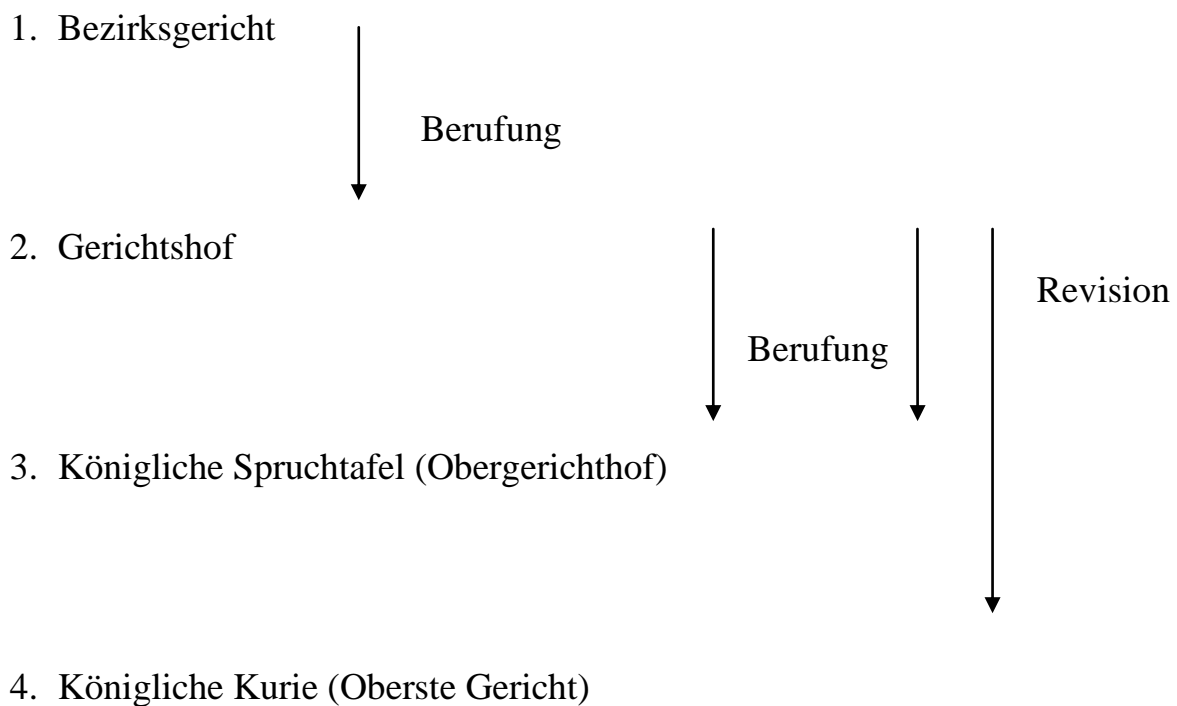 1. Bezirksgericht
Berufung
2. Gerichtshof
Revision
Berufung
3. Königliche Spruchtafel (Obergerichthof)
4. Königliche Kurie (Oberste Gericht)